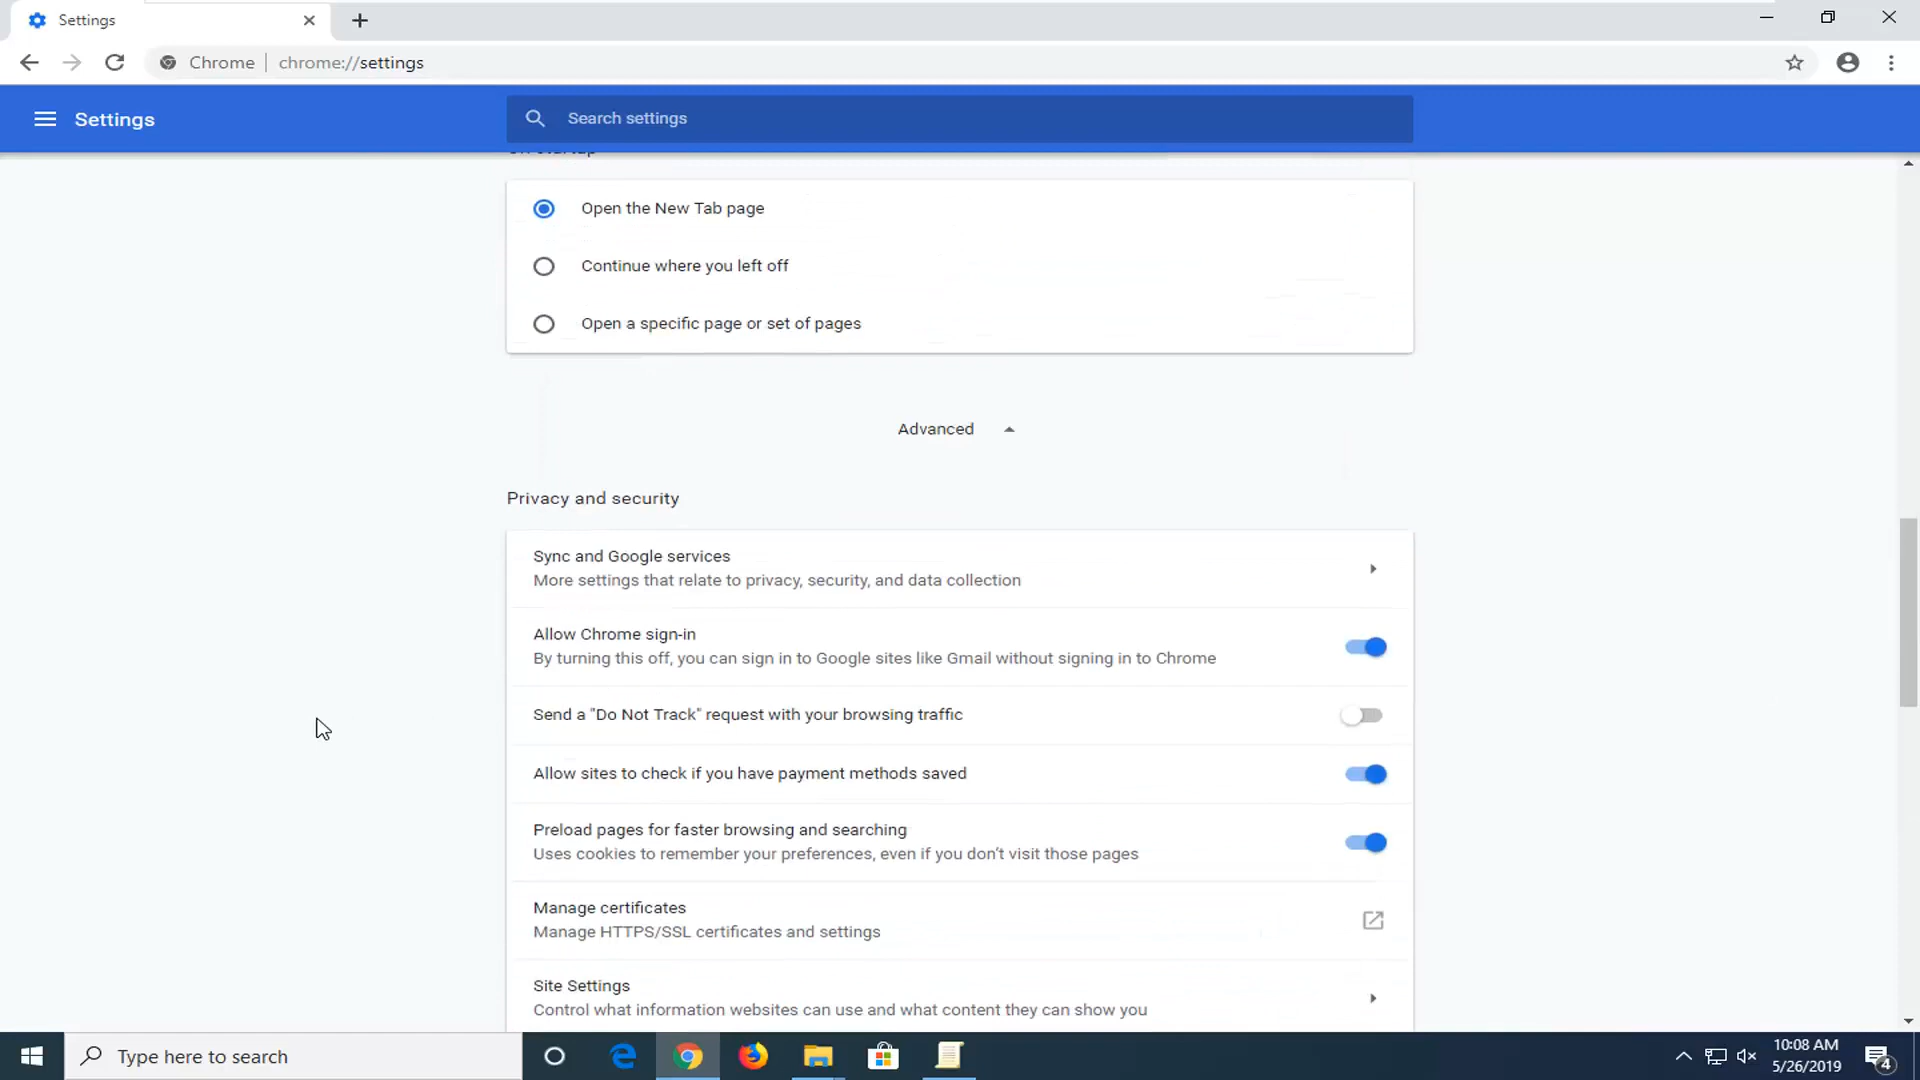 Settings
Chrome
chrome://settings
Settings
Search settings
On startup
Open the New Tab page
Continue where you left off
Open a specific page or set of pages
Advanced
Privacy and security
Sync and Google services
More settings that relate to privacy, security, and data collection
Allow Chrome sign-in
By turning this off, you can sign in to Google sites like Gmail without signing in to Chrome
Send a "Do Not Track" request with your browsing traffic
Allow sites to check if you have payment methods saved
Preload pages for faster browsing and searching
Uses cookies to remember your preferences, even if you don't visit those pages
Manage certificates
Manage HTTPS/SSL certificates and settings
Site Settings
Control what information websites can use and what content they can show you
Type here to search
10:08 AM
5/26/2019
4